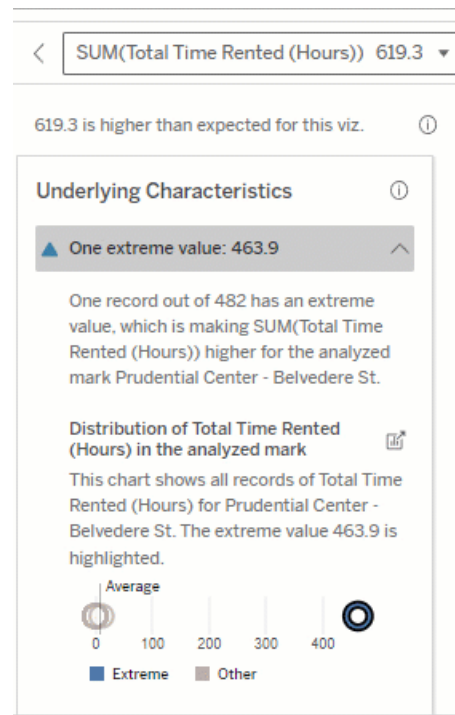 SUM(Total Time Rented (Hours)) 619.3
619.3 is higher than expected for this viz.
Underlying Characteristics
One extreme value: 463.9
One record out of 482 has an extreme
value, which is making SUM(Total Time
Rented (Hours)) higher for the analyzed
mark Prudential Center - Belvedere St.
Distribution of Total Time Rented
(Hours) in the analyzed mark
This chart shows all records of Total Time
Rented (Hours) for Prudential Center -
Belvedere St. The extreme value 463.9 is
highlighted.
Average
0 100 200 300 400
Extreme Other